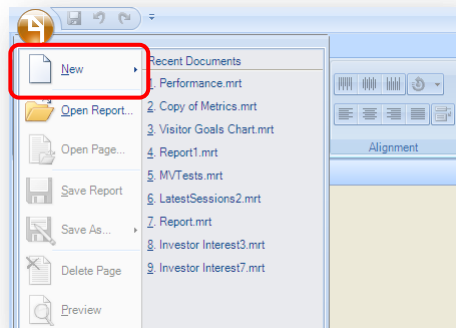 New
Open Report...
Open Page...
Save Report
Save As...
Delete Page
Preview
Recent Documents
1. Performance.mrt
2. Copy of Metrics.mrt
3. Visitor Goals Chart.mrt
4. Report1.mrt
5. MVTests.mrt
6. LatestSessions2.mrt
7. Report.mrt
8. Investor Interest3.mrt
9. Investor Interest7.mrt
Alignment